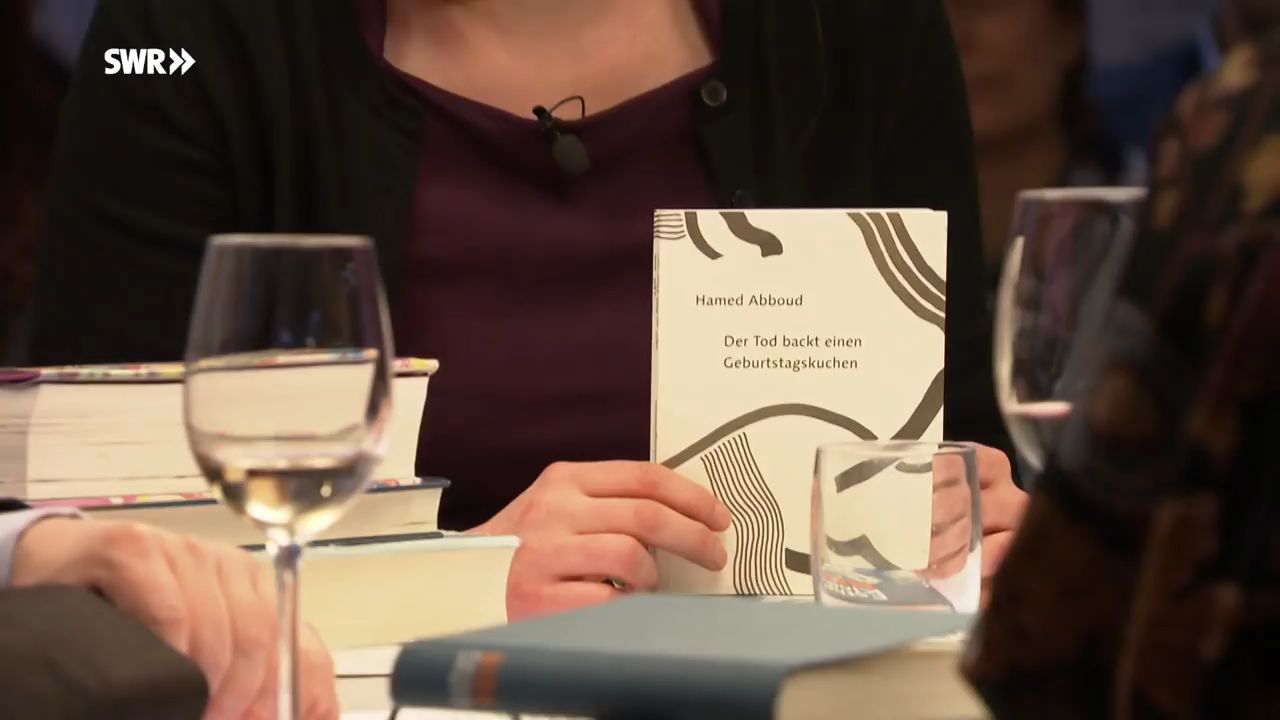 SWR
Hamed Abboud
Der Tod backt einen
Geburtstagskuchen